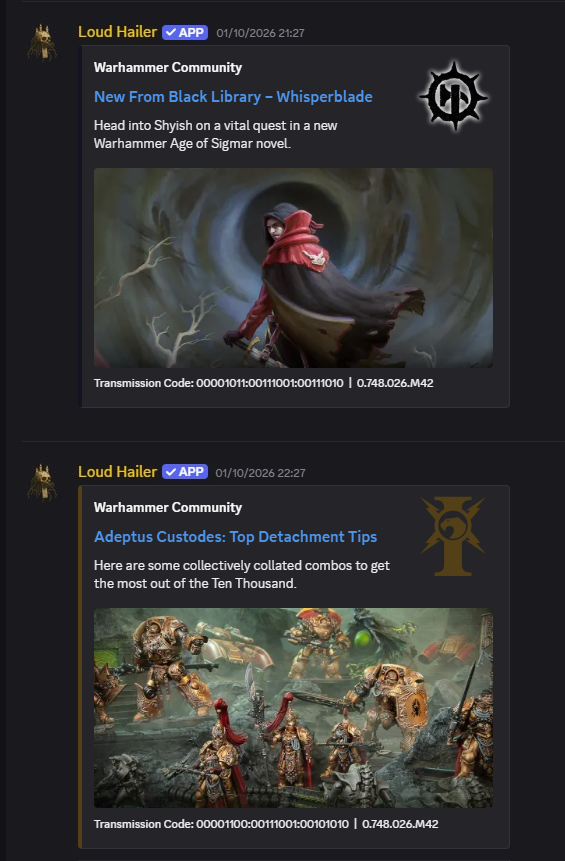 Loud Hailer ✓ APP 01/10/2026 21:27
Warhammer Community
New From Black Library – Whisperblade
Head into Shyish on a vital quest in a new
Warhammer Age of Sigmar novel.
Transmission Code: 00001011:00111001:00111010 | 0.748.026.M42
Loud Hailer ✓ APP 01/10/2026 22:27
Warhammer Community
Adeptus Custodes: Top Detachment Tips
Here are some collectively collated combos to get
the most out of the Ten Thousand.
Transmission Code: 00001100:00111001:00101010 | 0.748.026.M42